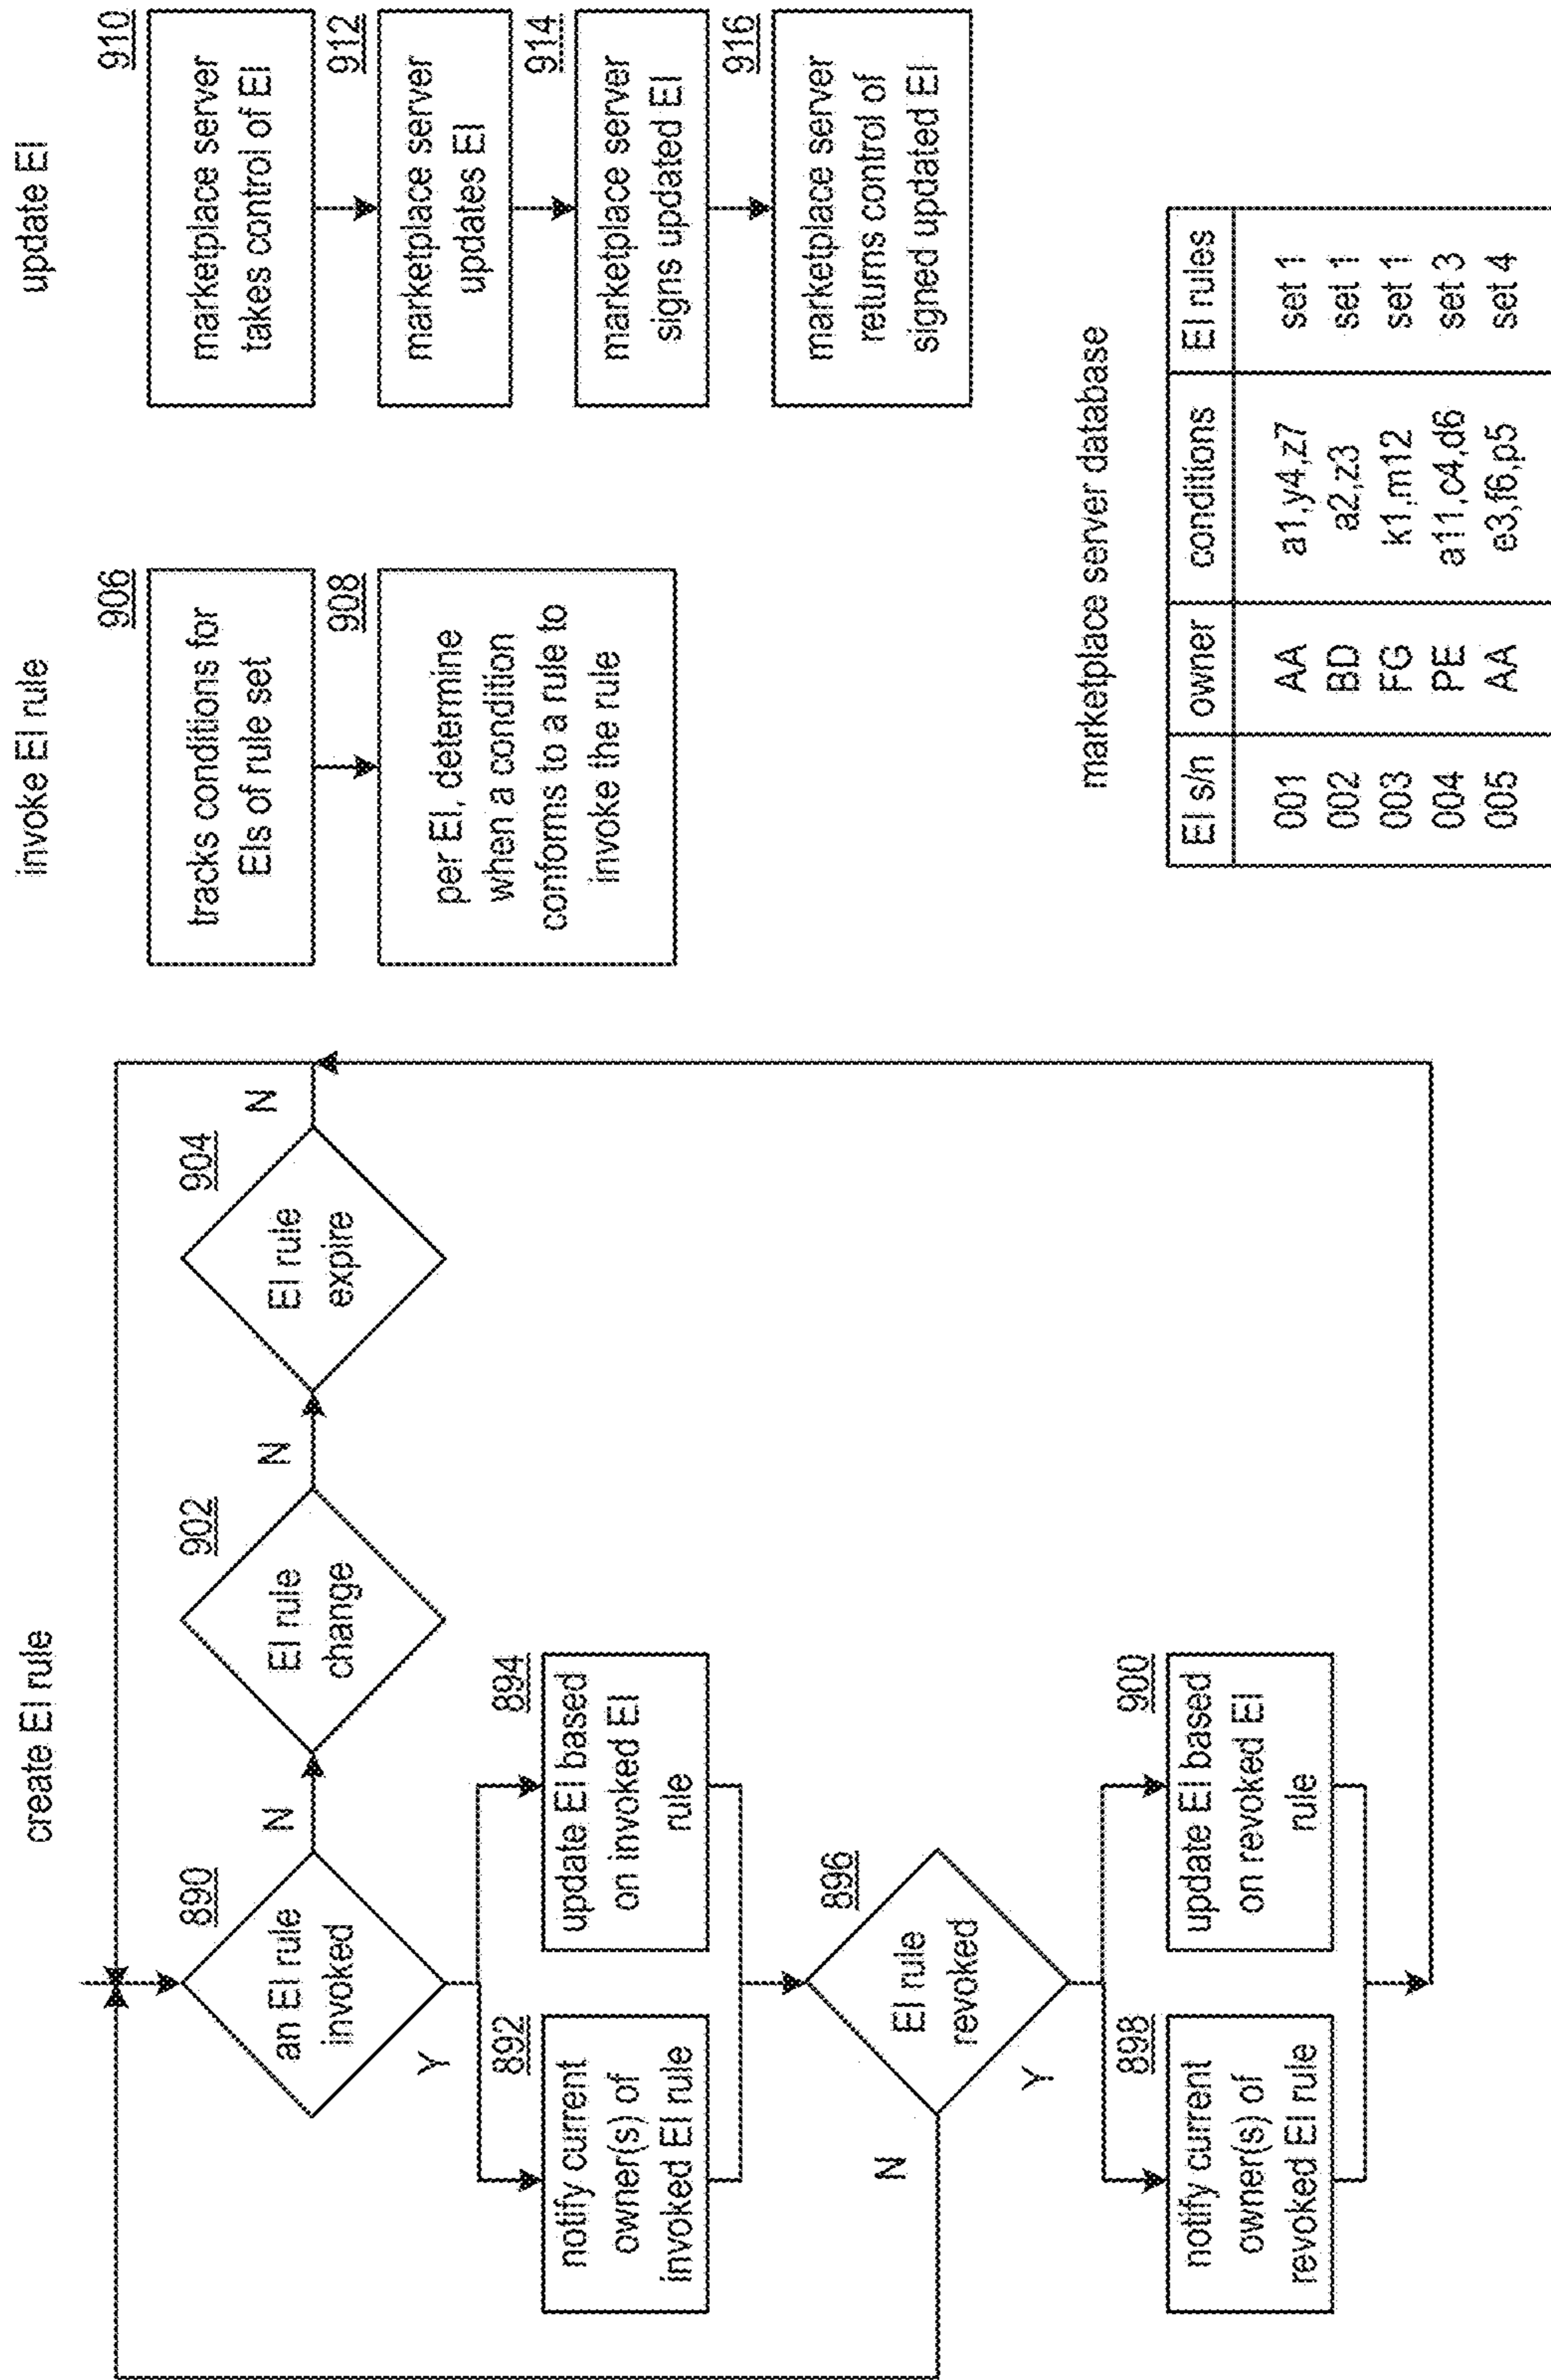 create EI rule
890
an EI rule
invoked
N
902
EI rule
change
N
904
EI rule
expire
N
Y
892
notify current
owner(s) of
invoked EI rule
894
update EI based
on invoked EI
rule
896
EI rule
revoked
N
Y
898
notify current
owner(s) of
revoked EI rule
900
update EI based
on revoked EI
rule
invoke EI rule
906
tracks conditions for
EIs of rule set
908
per EI, determine
when a condition
conforms to a rule to
invoke the rule
update EI
910
marketplace server
takes control of EI
912
marketplace server
updates EI
914
marketplace server
signs updated EI
916
marketplace server
returns control of
signed updated EI
marketplace server database
EI s/n owner conditions EI rules
001 AA a1,y4,z7 set 1
002 BD a2,z3 set 1
003 FG k1,m12 set 1
004 PE a11,c4,d6 set 3
005 AA e3,f6,p5 set 4